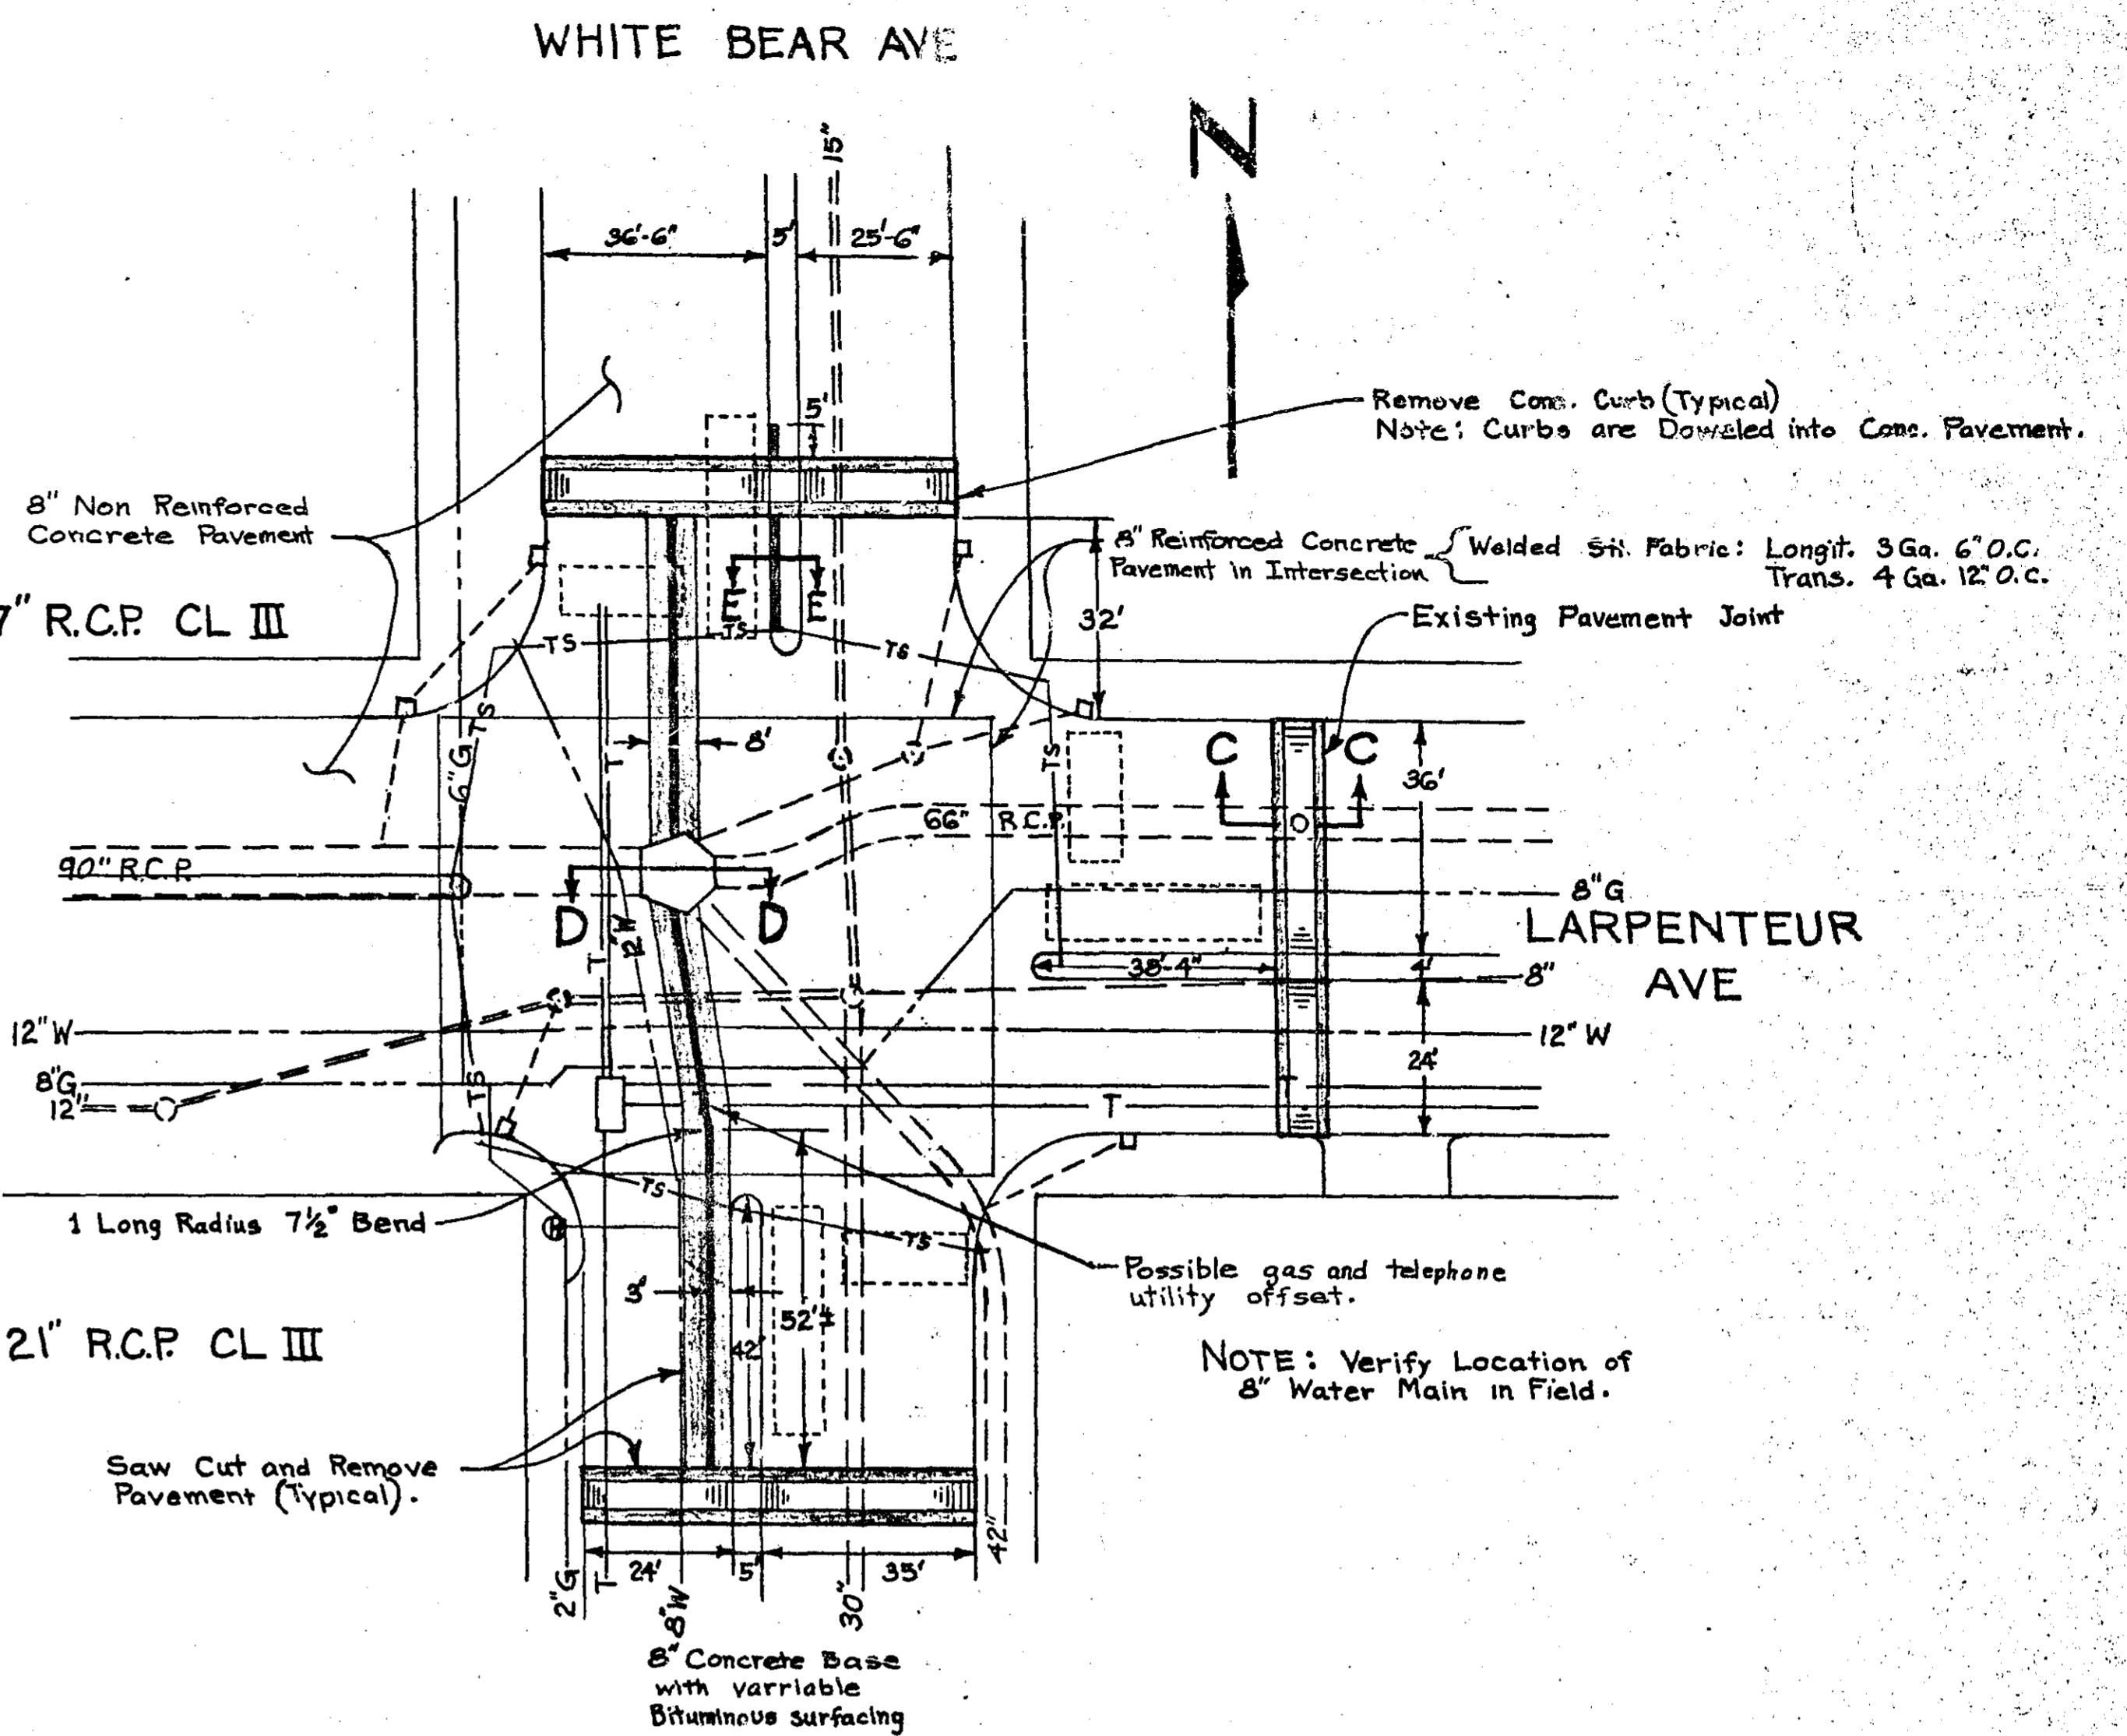 WHITE BEAR AVE
N
15"
36'-6"
5'
25'-6"
5'
Remove Conc. Curb (Typical)
Note: Curbs are Doweled into Conc. Pavement.
8" Non Reinforced
Concrete Pavement
8" Reinforced Concrete
Pavement in Intersection
Welded Stl. Fabric: Longit. 3 Ga. 6" O.C.
Trans. 4 Ga. 12" O.C.
32'
Existing Pavement Joint
7" R.C.P. CL III
E
E
TS
TS
TS
TS
TS
T
8'
6"G
C
C
36'
66" R.C.P.
90" R.C.P.
D
D
T
12"W
8"G
LARPENTEUR
AVE
38'-4"
4'
8"
12"W
12"W
24'
8"G
12"
TS
T
TS
1 Long Radius 7½° Bend
H
TS
Possible gas and telephone
utility offset.
3'
52'±
42'
21" R.C.P. CL III
NOTE: Verify Location of
8" Water Main in Field.
Saw Cut and Remove
Pavement (Typical).
2"G
T
24'
8"W
5'
30"
35'
42"
8" Concrete Base
with varriable
Bituminous surfacing